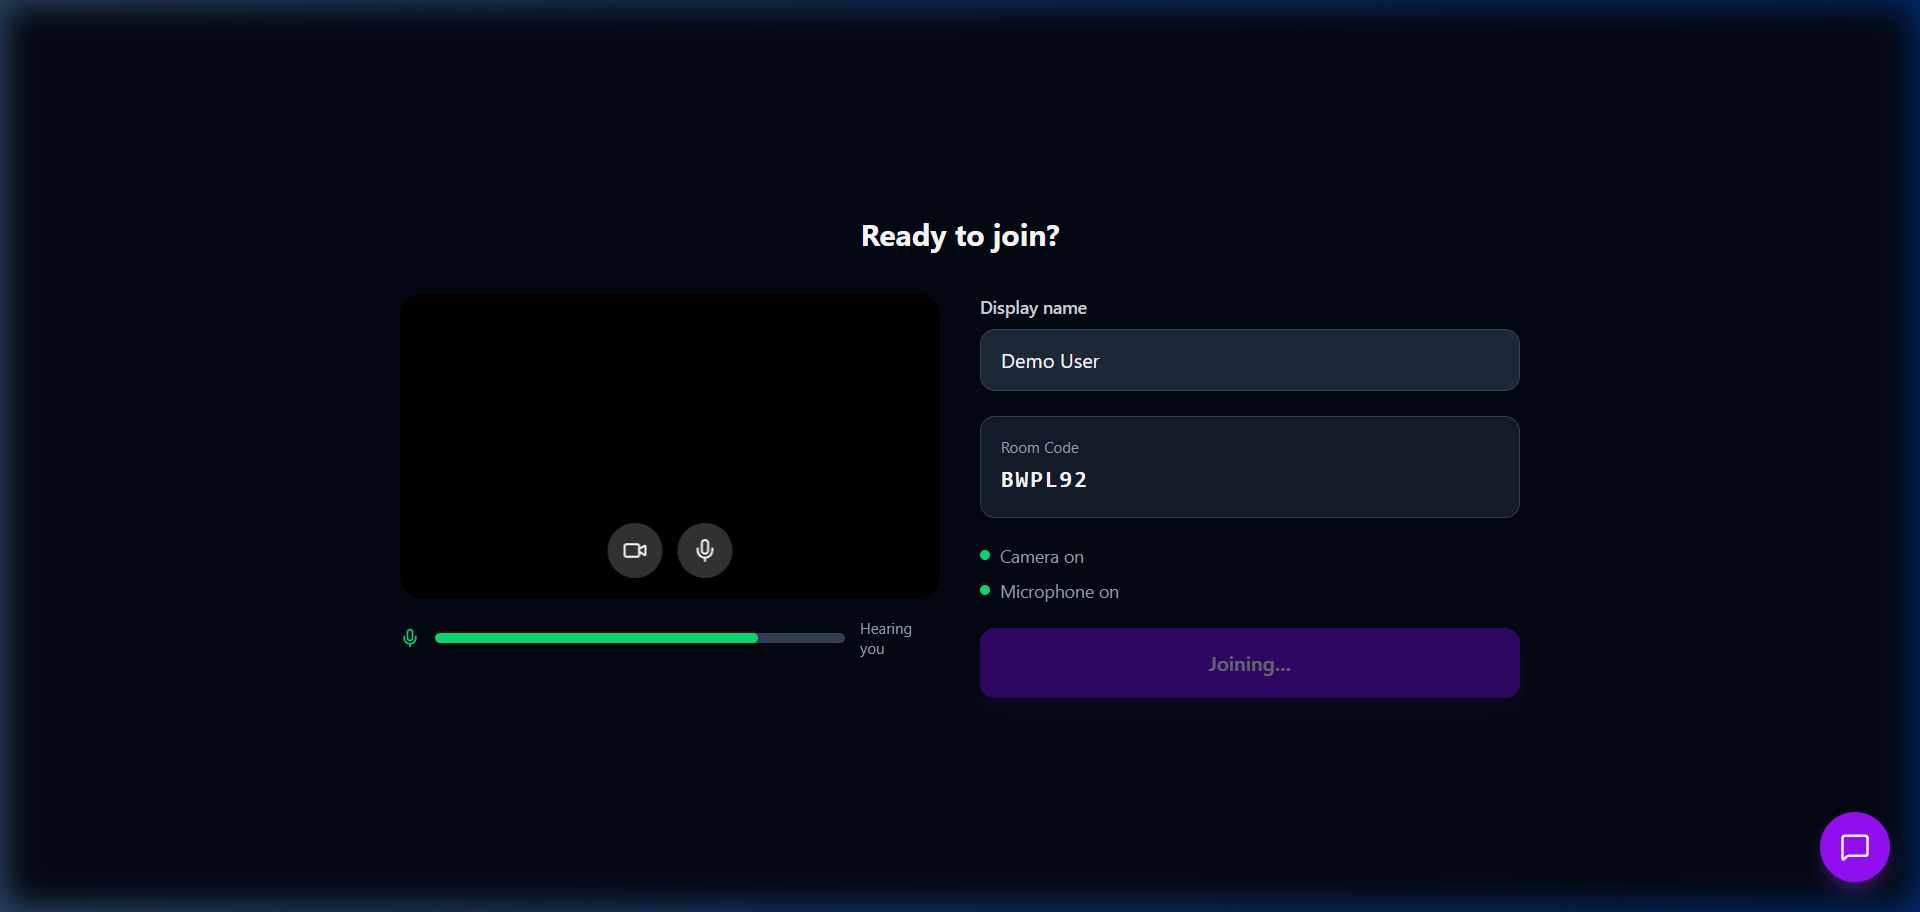 Ready to join?
Display name
Demo User
Room Code
BWPL92
Camera on
Microphone on
Hearing
you
Joining...